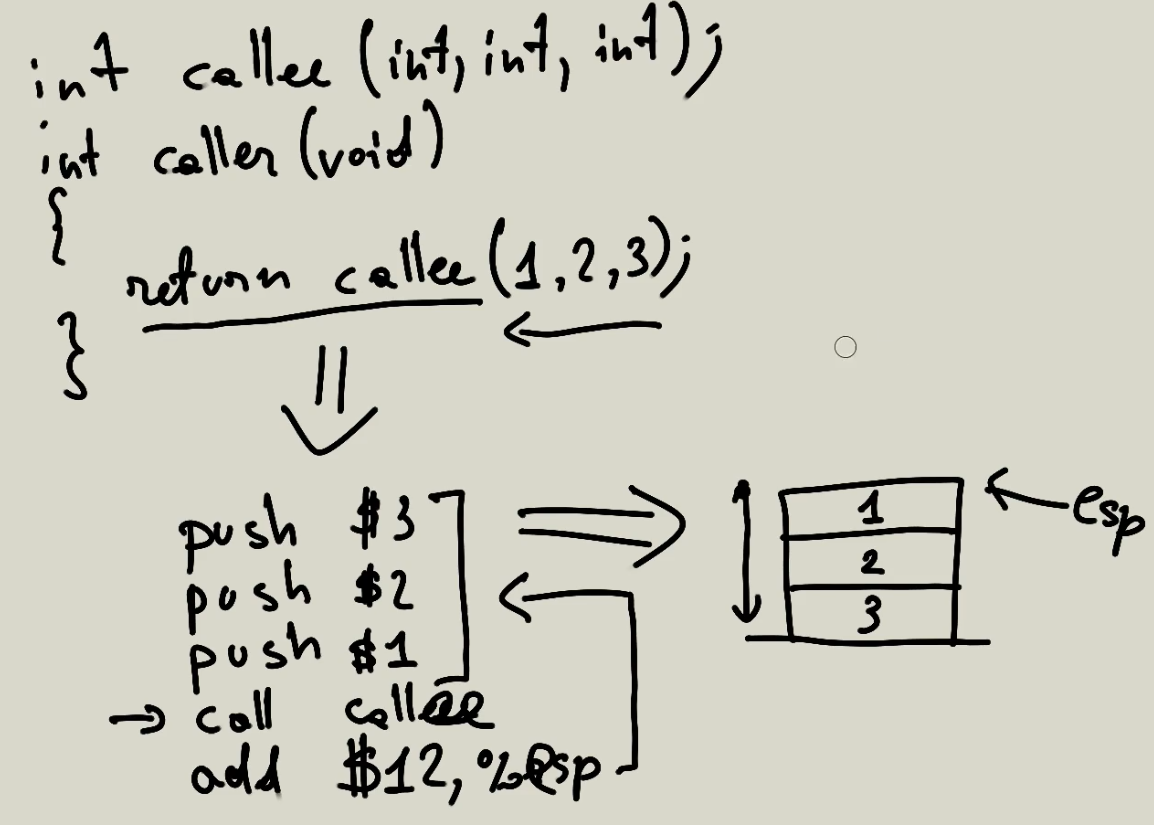 int callee (int, int, int);
int caller (void)
{
return callee (1, 2, 3);
}
push $3
push $2
push $1
call callee
add $12, %esp
1
2
3
esp